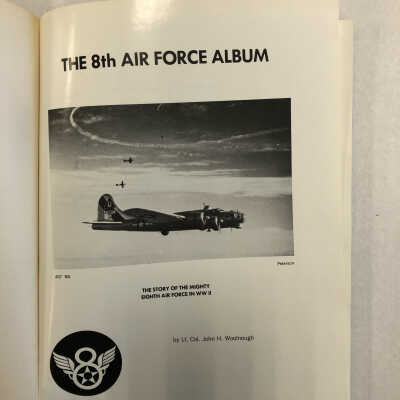 THE 8th AIR FORCE ALBUM
THE STORY OF THE MIGHTY
EIGHTH AIR FORCE IN WW II
by Lt. Col. John H. Woolnough
8